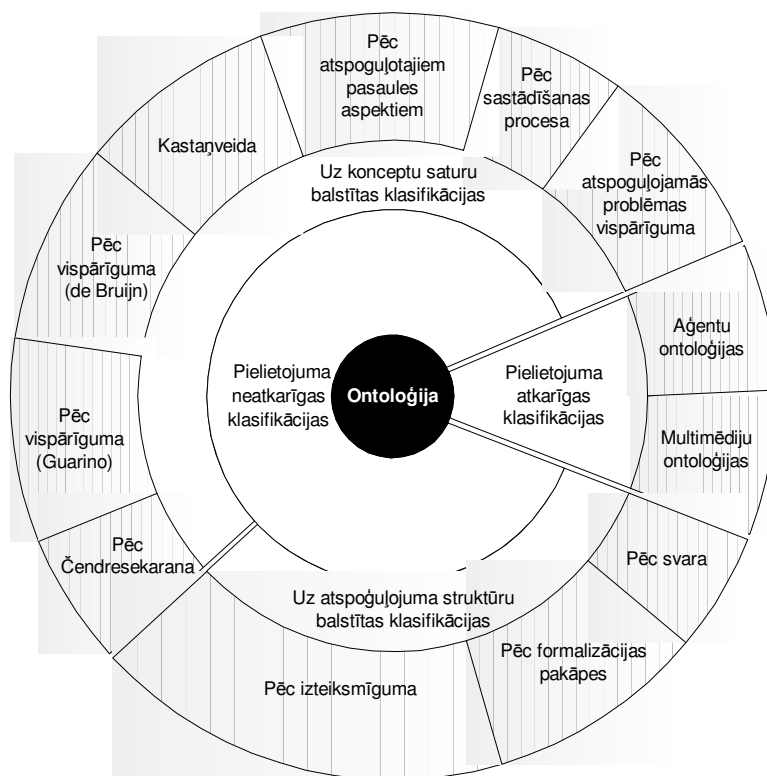 Pēc
atspoguļotajiem
pasaules
aspektiem
Pēc
sastādīšanas
procesa
Kastaņveida
Pēc
atspoguļojamās
problēmas
vispārīguma
Uz konceptu saturu
balstītas klasifikācijas
Pēc
vispārīguma
(de Bruijn)
Aģentu
ontoloģijas
Pielietojuma
neatkarīgas
klasifikācijas
Ontoloģija
Pielietojuma
atkarīgas
klasifikācijas
Pēc
vispārīguma
(Guarino)
Multimēdiju
ontoloģijas
Pēc
Čendresekarana
Pēc svara
Uz atspoģuļojuma struktūru
balstītas klasifikācijas
Pēc formalizācijas
pakāpes
Pēc izteiksmīguma